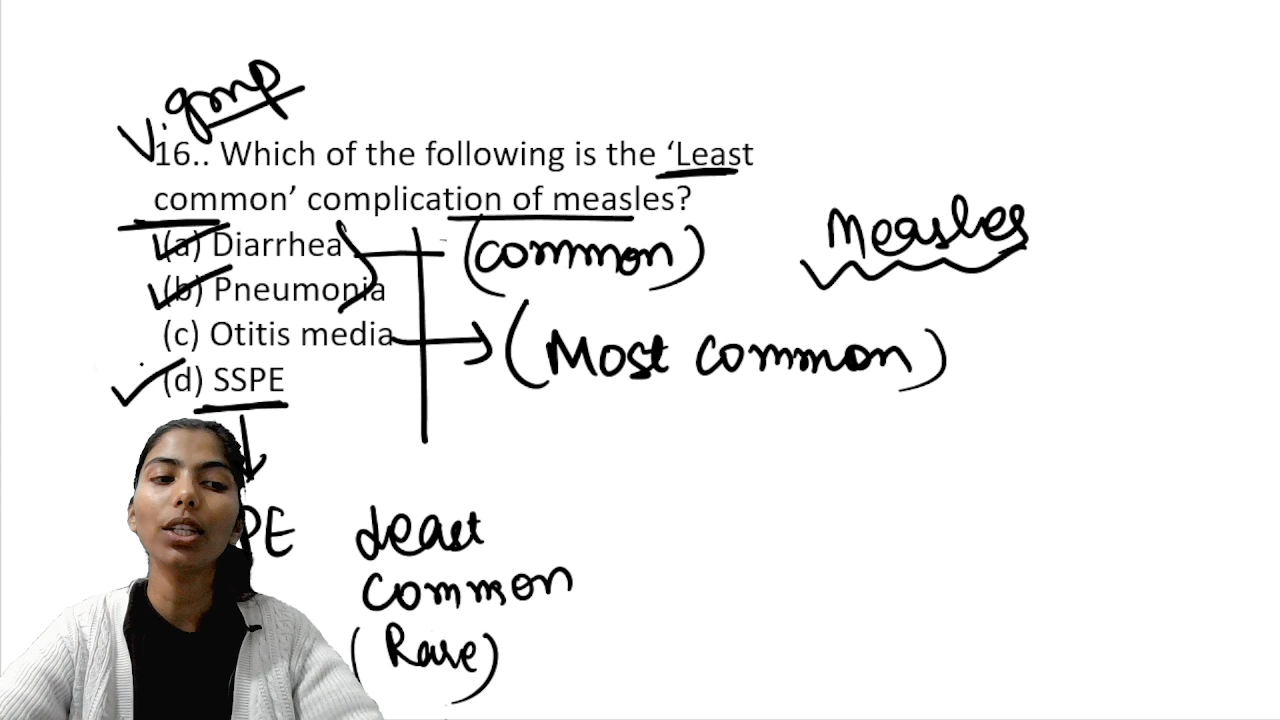 V. gmp
16.. Which of the following is the ‘Least
common’ complication of measles?
(a) Diarrhea
(b) Pneumonia
(common)
Measles
(c) Otitis media
(Most common)
(d) SSPE
PE Least
common
(Rare)